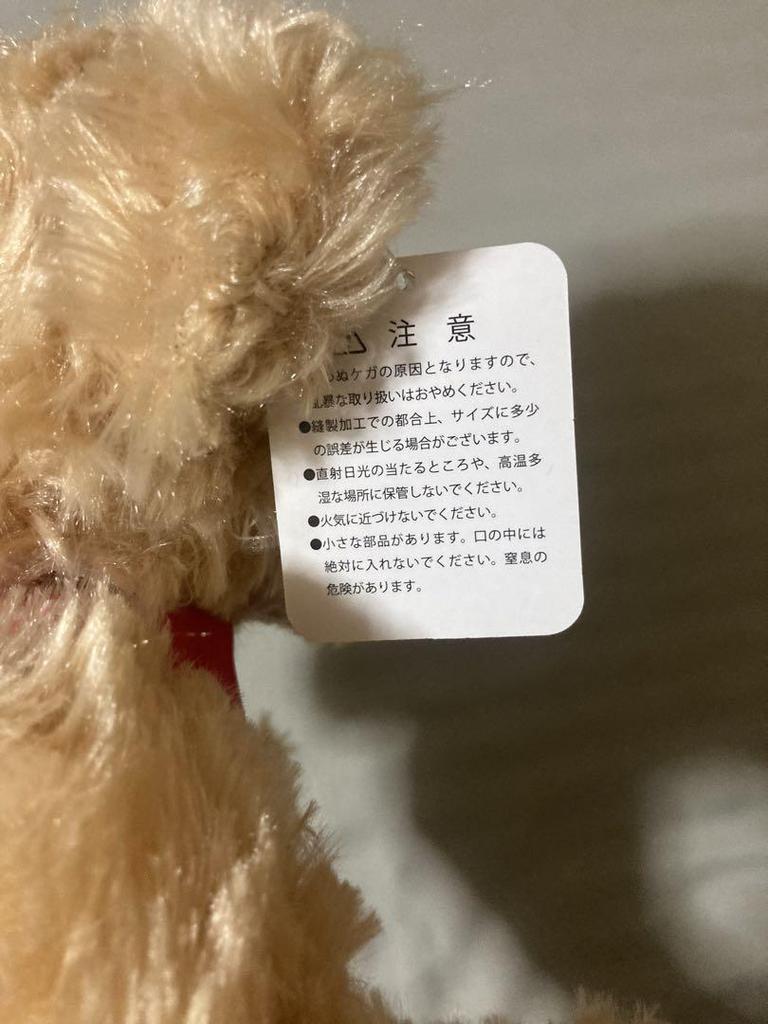 注意
らぬケガの原因となりますので、
乱暴な取り扱いはおやめください。
●縫製加工での都合上、サイズに多少
の誤差が生じる場合がございます。
●直射日光の当たるところや、高温多
湿な場所に保管しないでください。
●火気に近づけないでください。
●小さな部品があります。口の中には
絶対に入れないでください。窒息の
危険があります。